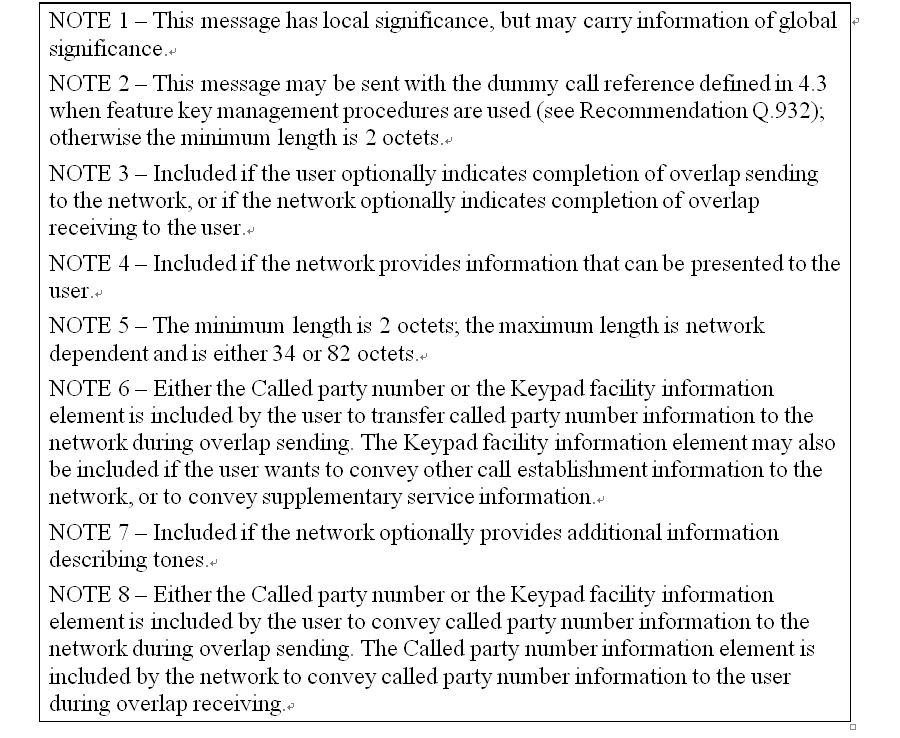 NOTE 1 – This message has local significance, but may carry information of global
significance.
NOTE 2 – This message may be sent with the dummy call reference defined in 4.3
when feature key management procedures are used (see Recommendation Q.932);
otherwise the minimum length is 2 octets.
NOTE 3 – Included if the user optionally indicates completion of overlap sending
to the network, or if the network optionally indicates completion of overlap
receiving to the user.
NOTE 4 – Included if the network provides information that can be presented to the
user.
NOTE 5 – The minimum length is 2 octets; the maximum length is network
dependent and is either 34 or 82 octets.
NOTE 6 – Either the Called party number or the Keypad facility information
element is included by the user to transfer called party number information to the
network during overlap sending. The Keypad facility information element may also
be included if the user wants to convey other call establishment information to the
network, or to convey supplementary service information.
NOTE 7 – Included if the network optionally provides additional information
describing tones.
NOTE 8 – Either the Called party number or the Keypad facility information
element is included by the user to convey called party number information to the
network during overlap sending. The Called party number information element is
included by the network to convey called party number information to the user
during overlap receiving.